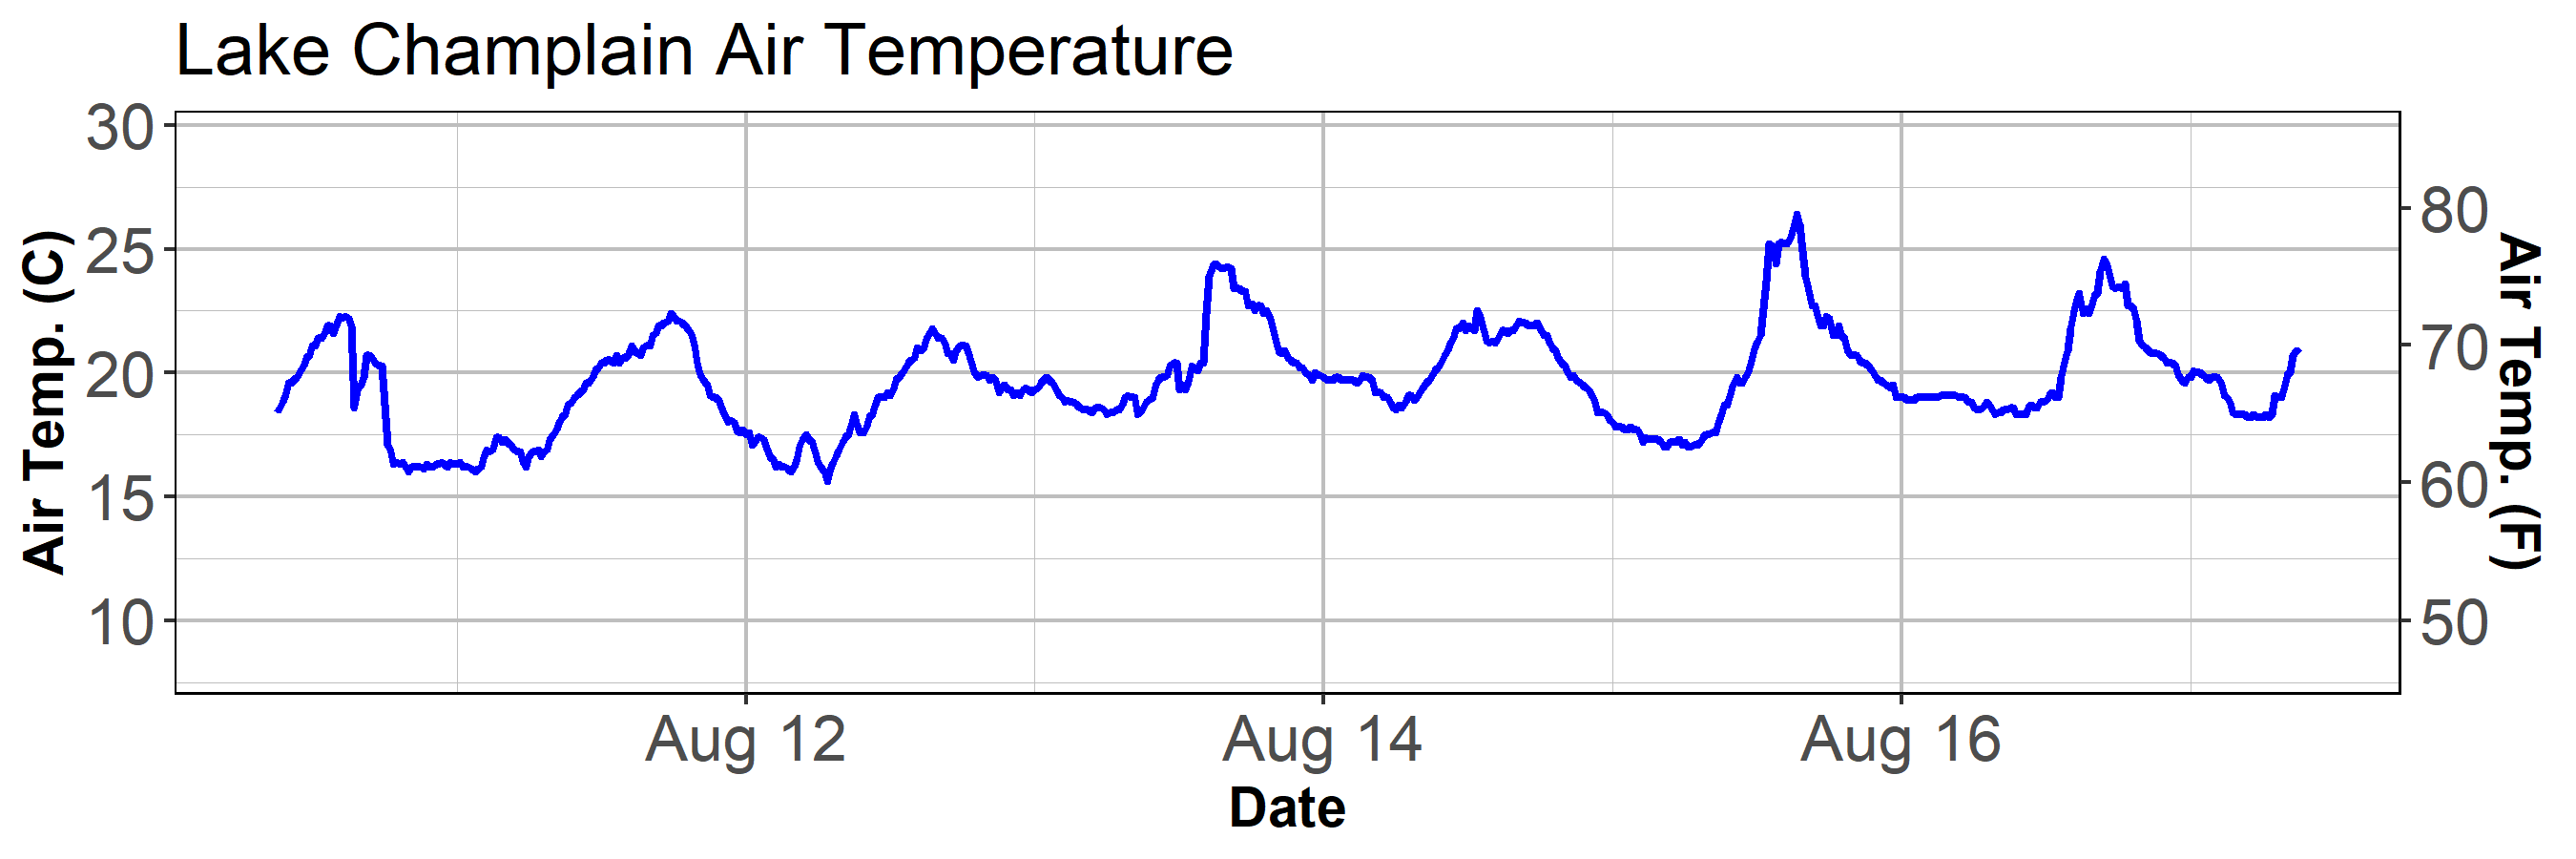 Lake Champlain Air Temperature
Air Temp. (C)
30
25
20
15
10
80
70
60
50
Air Temp. (F)
Aug 12 Aug 14 Aug 16
Date